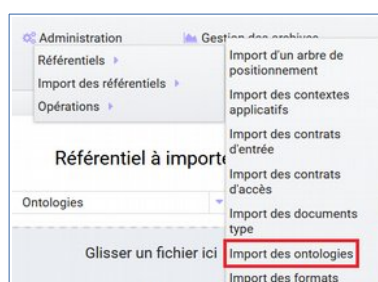 Administration
Gestion des archives
Référentiels
Import des référentiels
Opérations
Import d'un arbre de
positionnement
Import des contextes
applicatifs
Import des contrats
d'entrée
Import des contrats
d'accès
Import des documents
type
Import des ontologies
Import des formats
Référentiel à importe
Ontologies
Glisser un fichier ici